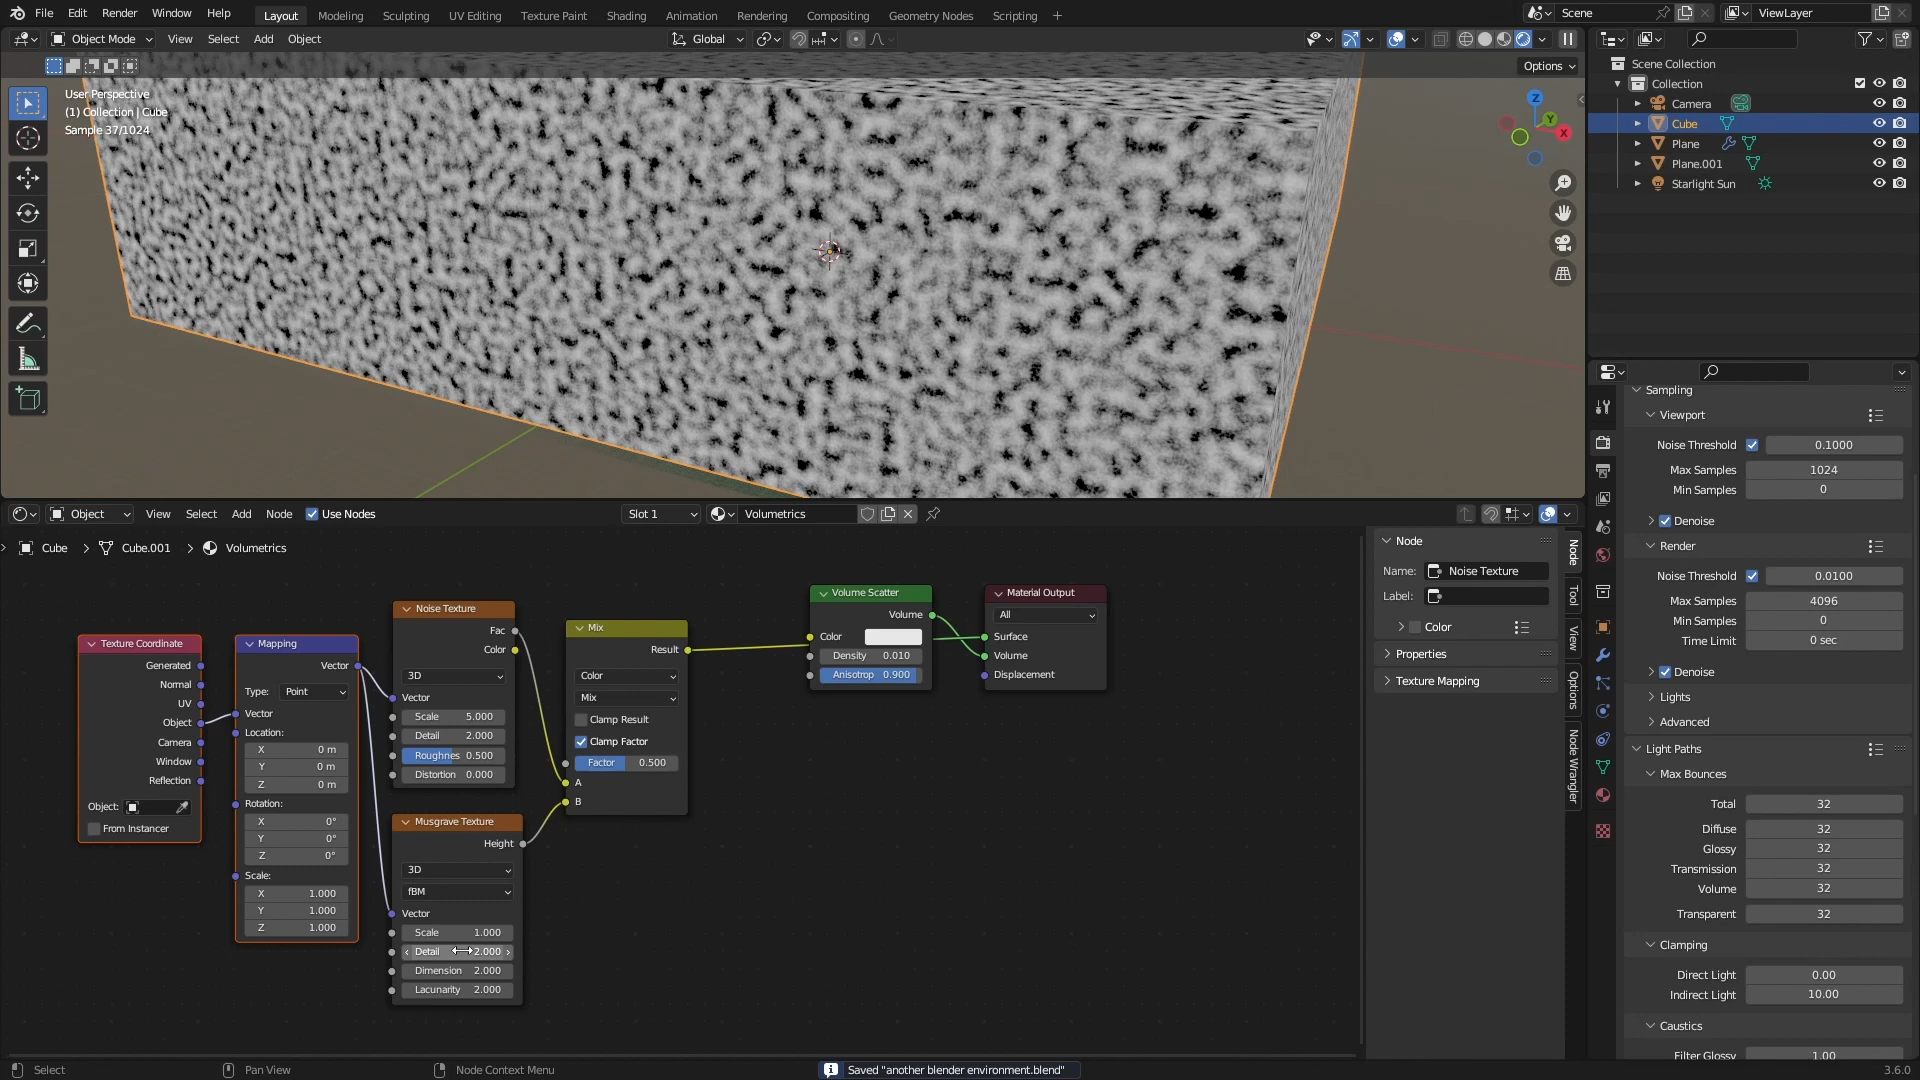 File Edit Render Window Help Layout Modeling Sculpting UV Editing Texture Paint Shading Animation Rendering Compositing Geometry Nodes Scripting + Scene ViewLayer
Object Mode View Select Add Object Global
Options
User Perspective
(1) Collection | Cube
Sample 37/1024
Z
Y
X
Scene Collection
Collection
Camera
Cube
Plane
Plane.001
Starlight Sun
Object View Select Add Node Use Nodes Slot 1 Volumetrics
Cube > Cube.001 > Volumetrics
Texture Coordinate
Generated
Normal
UV
Object
Camera
Window
Reflection
Object:
From Instancer
Mapping
Vector
Type: Point
Vector
Location:
X 0 m
Y 0 m
Z 0 m
Rotation:
X 0°
Y 0°
Z 0°
Scale:
X 1.000
Y 1.000
Z 1.000
Noise Texture
Fac
Color
3D
Vector
Scale 5.000
Detail 2.000
Roughnes 0.500
Distortion 0.000
Musgrave Texture
Height
3D
fBM
Vector
Scale 1.000
Detail 2.000
Dimension 2.000
Lacunarity 2.000
Mix
Result
Color
Mix
Clamp Result
Clamp Factor
Factor 0.500
A
B
Volume Scatter
Volume
Color
Density 0.010
Anisotrop 0.900
Material Output
All
Surface
Volume
Displacement
Node
Name: Noise Texture
Label:
Color
Properties
Texture Mapping
Node
Tool
View
Options
Node Wrangler
Sampling
Viewport
Noise Threshold 0.1000
Max Samples 1024
Min Samples 0
Denoise
Render
Noise Threshold 0.0100
Max Samples 4096
Min Samples 0
Time Limit 0 sec
Denoise
Lights
Advanced
Light Paths
Max Bounces
Total 32
Diffuse 32
Glossy 32
Transmission 32
Volume 32
Transparent 32
Clamping
Direct Light 0.00
Indirect Light 10.00
Caustics
Filter Glossy 1.00
Select Pan View Node Context Menu Saved "another blender environment.blend" 3.6.0